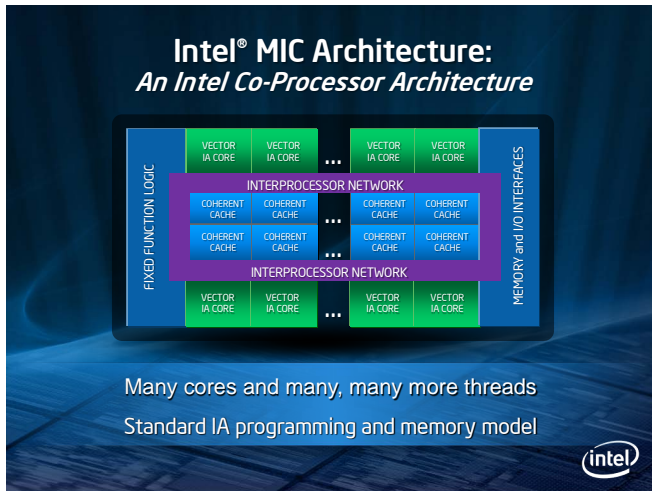 Intel® MIC Architecture:
An Intel Co-Processor Architecture
FIXED FUNCTION LOGIC
VECTOR IA CORE
VECTOR IA CORE
...
VECTOR IA CORE
VECTOR IA CORE
INTERPROCESSOR NETWORK
COHERENT CACHE
COHERENT CACHE
...
COHERENT CACHE
COHERENT CACHE
COHERENT CACHE
COHERENT CACHE
...
COHERENT CACHE
COHERENT CACHE
INTERPROCESSOR NETWORK
VECTOR IA CORE
VECTOR IA CORE
...
VECTOR IA CORE
VECTOR IA CORE
MEMORY and I/O INTERFACES
Many cores and many, many more threads
Standard IA programming and memory model
intel